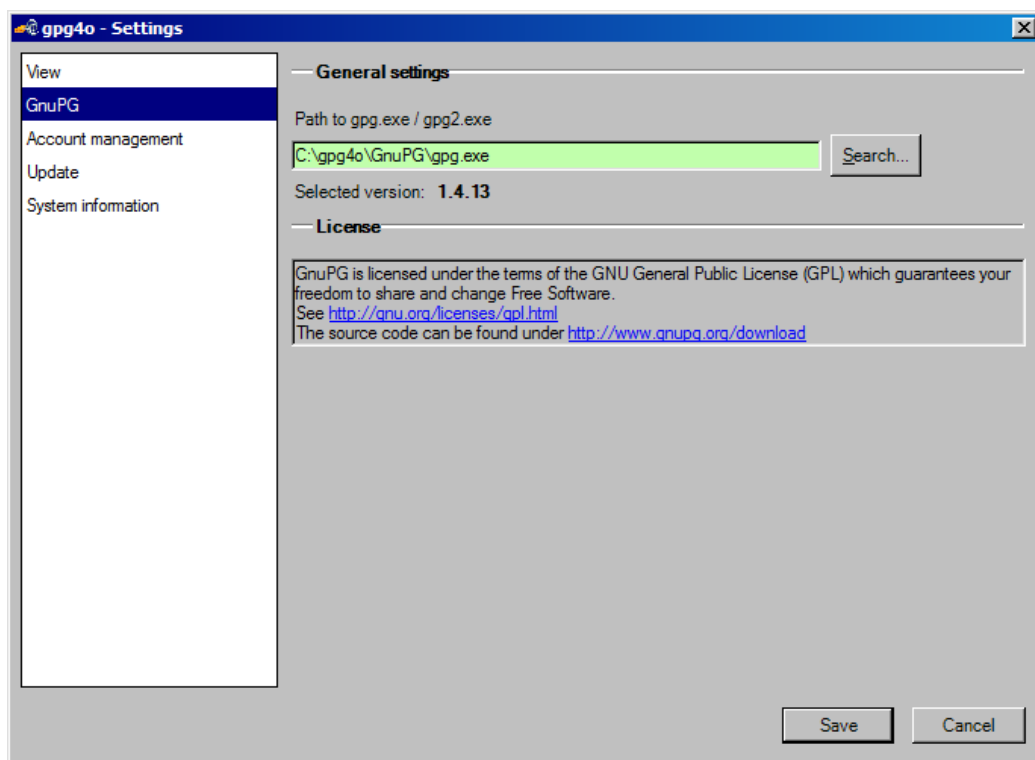 gpg4o - Settings
View
GnuPG
Account management
Update
System information
General settings
Path to gpg.exe / gpg2.exe
C:\gpg4o\GnuPG\gpg.exe
Search...
Selected version: 1.4.13
License
GnuPG is licensed under the terms of the GNU General Public License (GPL) which guarantees your
freedom to share and change Free Software.
See http://gnu.org/licenses/gpl.html
The source code can be found under http://www.gnupg.org/download
Save
Cancel